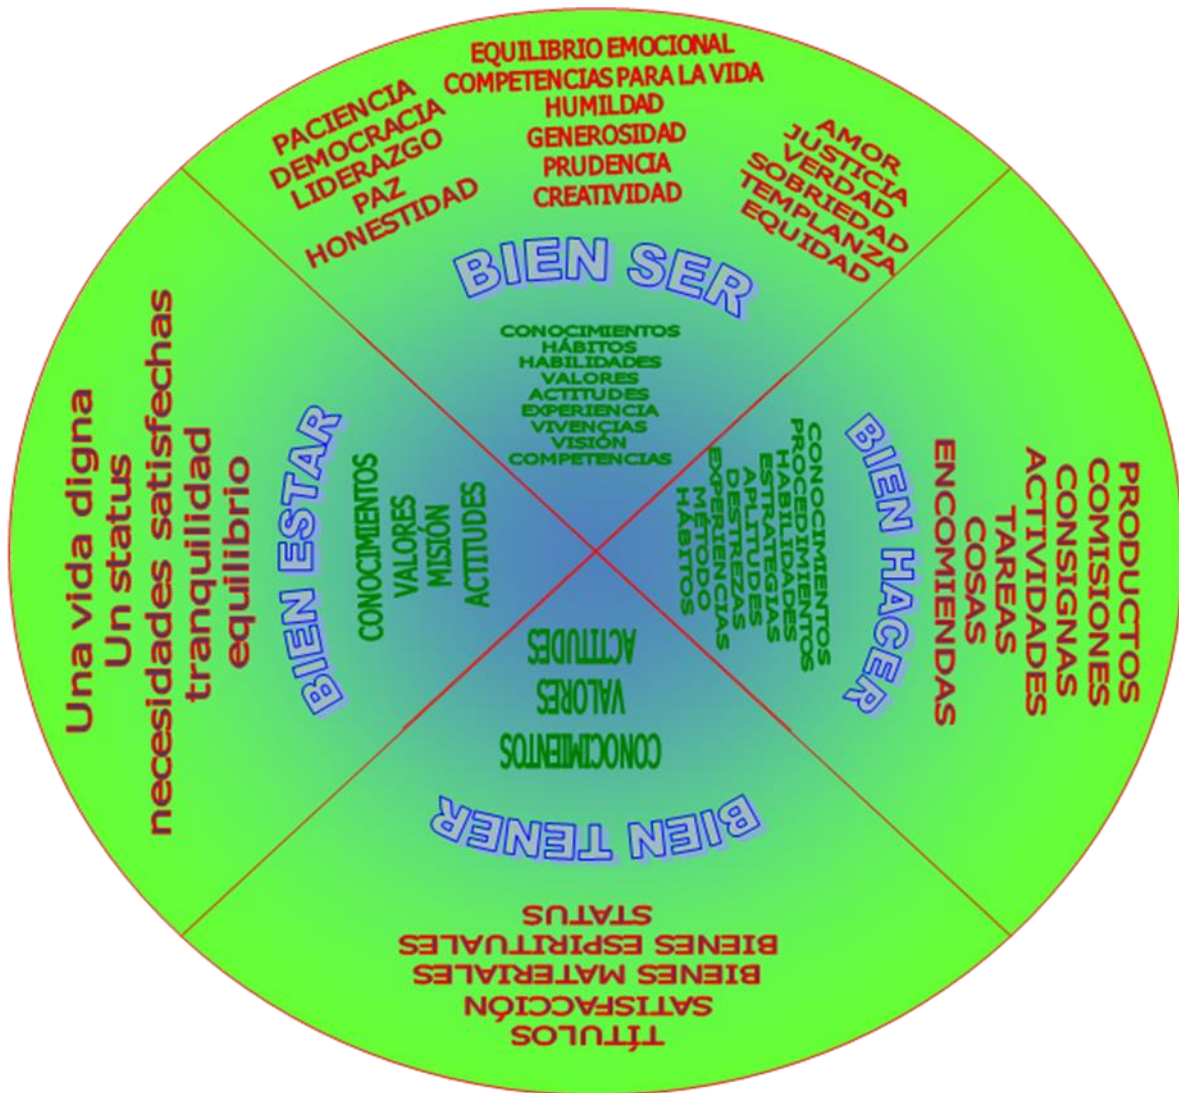 PACIENCIA
DEMOCRACIA
LIDERAZGO
PAZ
HONESTIDAD
EQUILIBRIO EMOCIONAL
COMPETENCIAS PARA LA VIDA
HUMILDAD
GENEROSIDAD
PRUDENCIA
CREATIVIDAD
AMOR
JUSTICIA
VERDAD
SOBRIEDAD
TEMPLANZA
EQUIDAD
BIEN SER
CONOCIMIENTOS
HÁBITOS
HABILIDADES
VALORES
ACTITUDES
EXPERIENCIA
VIVENCIAS
VISIÓN
COMPETENCIAS
PRODUCTOS
COMISIONES
CONSIGNAS
ACTIVIDADES
TAREAS
COSAS
ENCOMIENDAS
BIEN HACER
CONOCIMIENTOS
PROCEDIMIENTOS
HABILIDADES
ESTRATEGIAS
APLITUDES
DESTREZAS
EXPERIENCIAS
MÉTODO
HÁBITOS
TÍTULOS
SATISFACCIÓN
BIENES MATERIALES
BIENES ESPIRITUALES
STATUS
BIEN TENER
CONOCIMIENTOS
VALORES
ACTITUDES
Una vida digna
Un status
necesidades satisfechas
tranquilidad
equilibrio
BIEN ESTAR
CONOCIMIENTOS
VALORES
MISIÓN
ACTITUDES